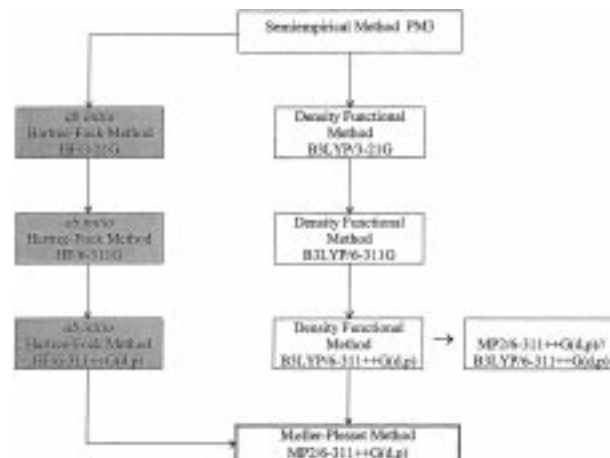 Semiempirical Method PM3
ab initio
Hartree-Fock Method
HF/3-21G
Density Functional
Method
B3LYP/3-21G
ab initio
Hartree-Fock Method
HF/6-311G
Density Functional
Method
B3LYP/6-311G
ab initio
Hartree-Fock Method
HF/6-311++G(d,p)
Density Functional
Method
B3LYP/6-311++G(d,p)
→
MP2/6-311++G(d,p)//
B3LYP/6-311++G(d,p)
Møller-Plesset Method
MP2/6-311++G(d,p)